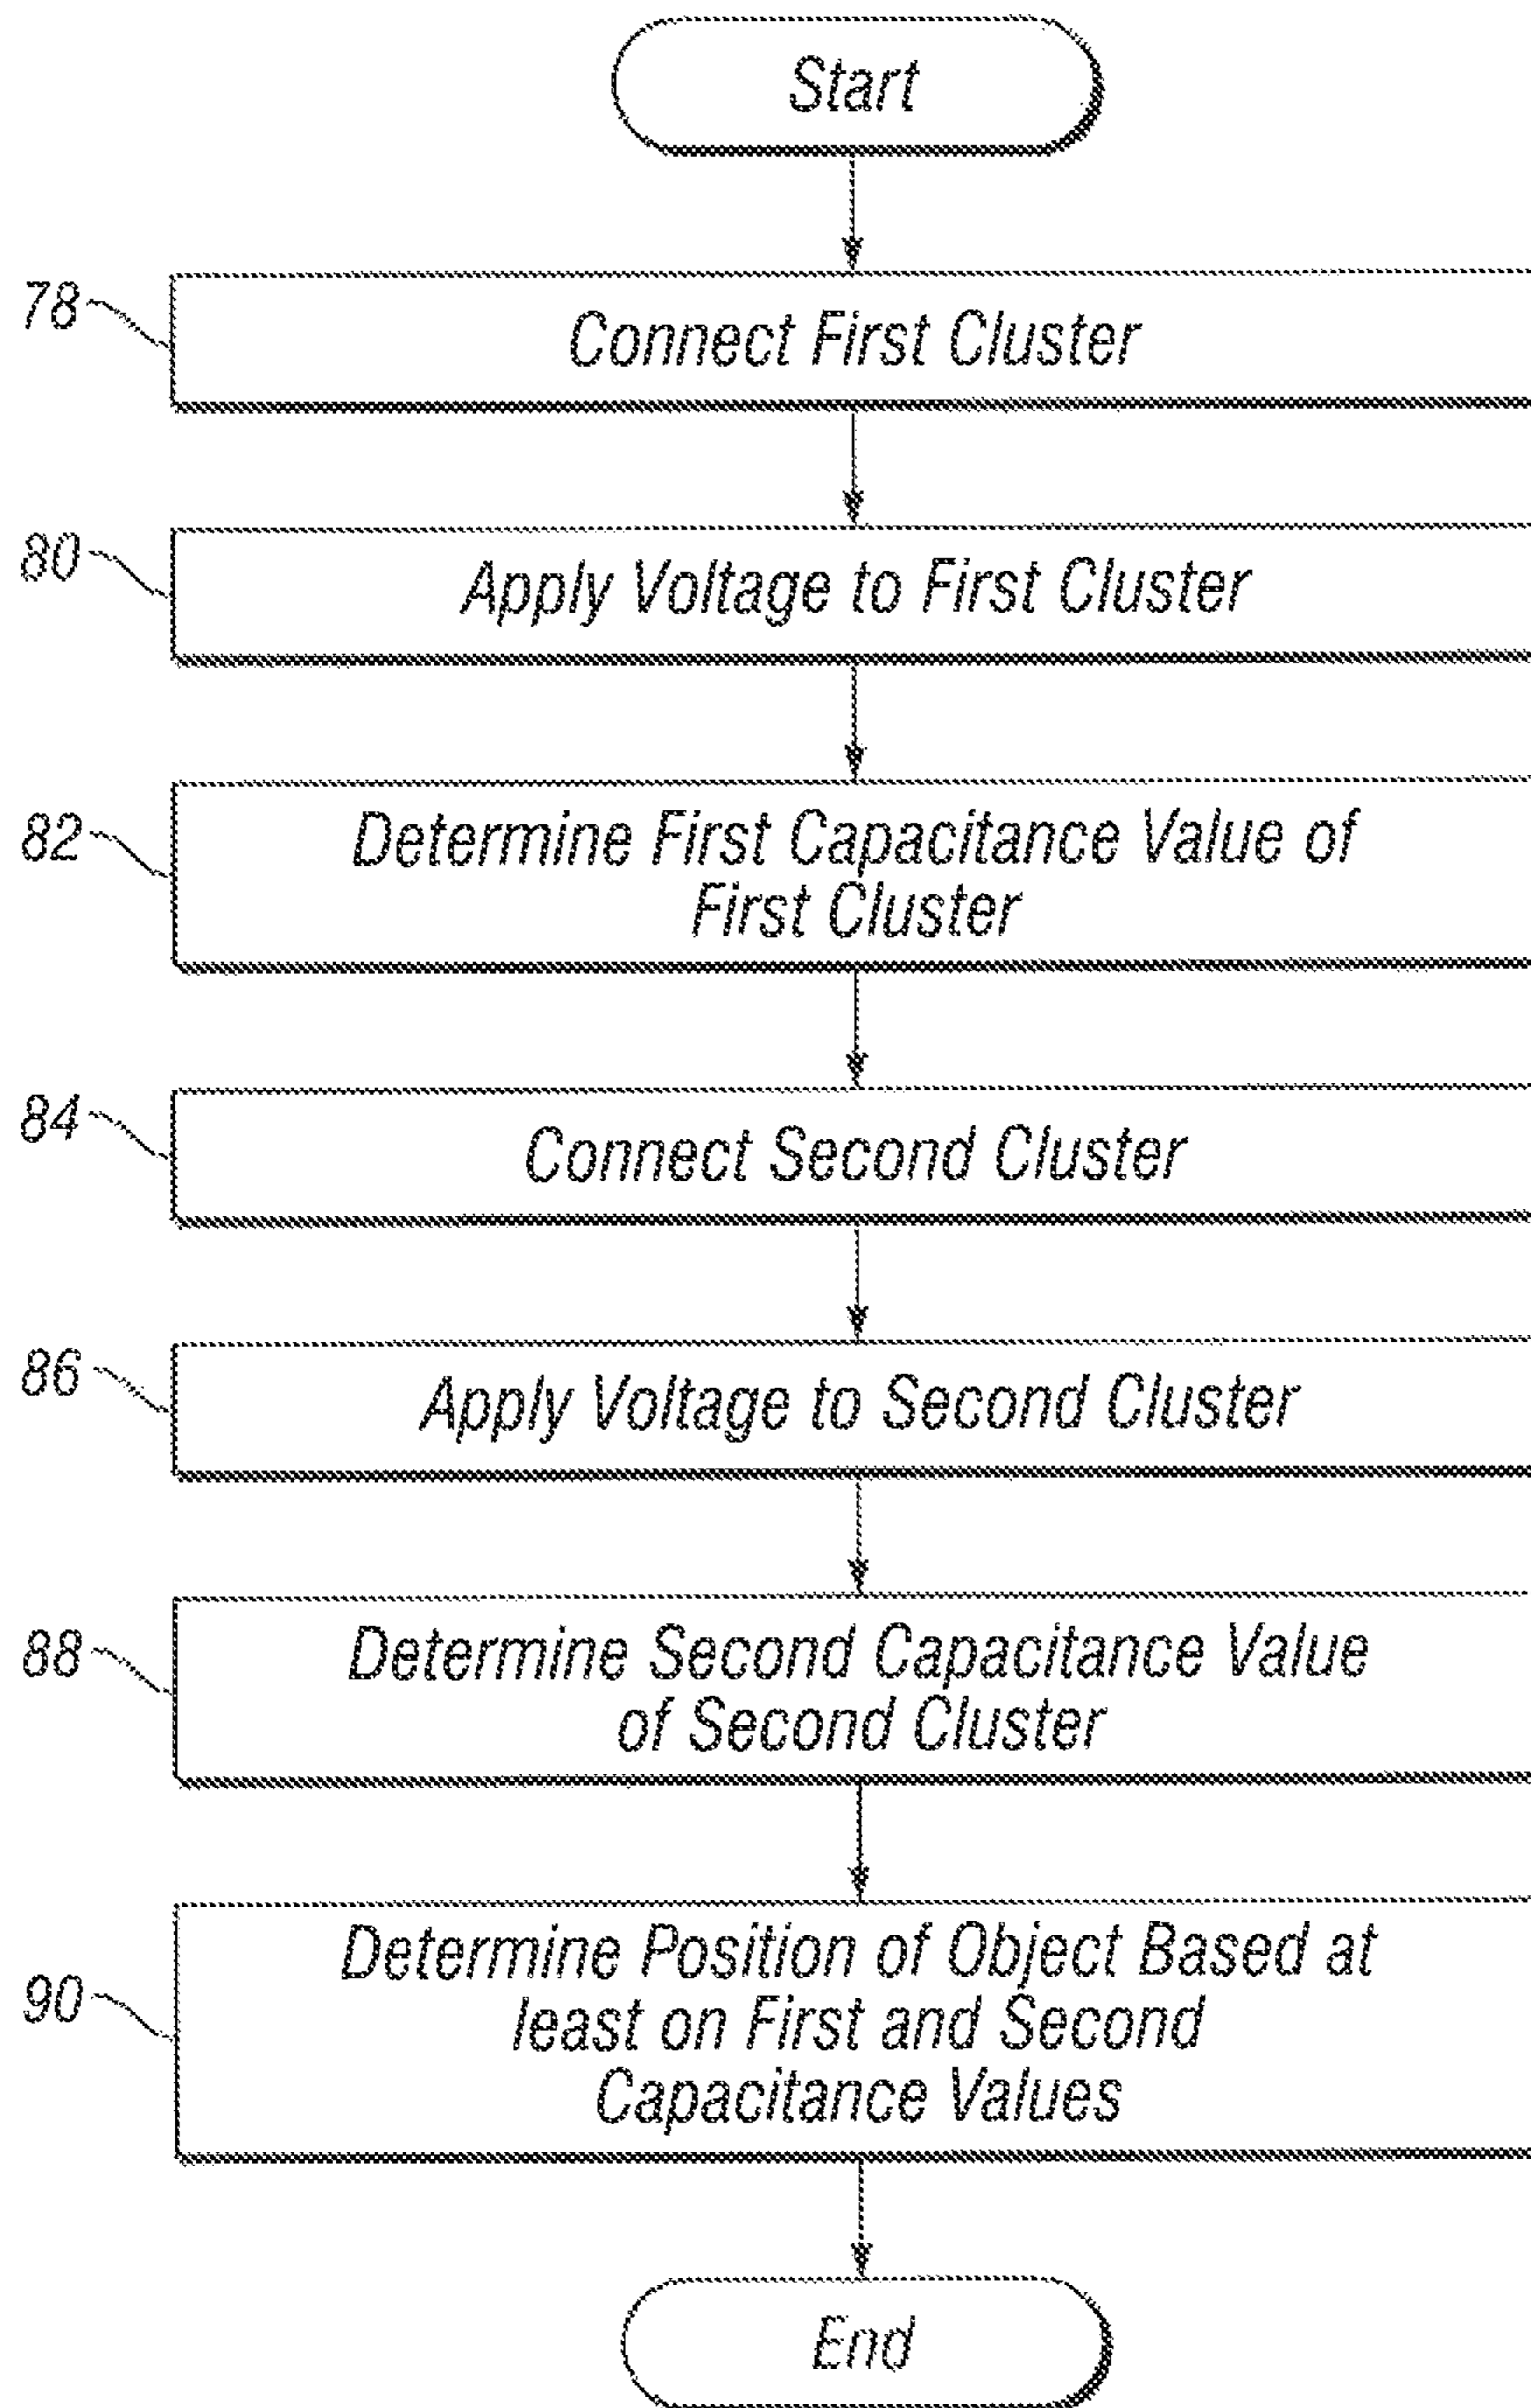 Start
78
Connect First Cluster
80
Apply Voltage to First Cluster
82
Determine First Capacitance Value of
First Cluster
84
Connect Second Cluster
86
Apply Voltage to Second Cluster
88
Determine Second Capacitance Value
of Second Cluster
90
Determine Position of Object Based at
least on First and Second
Capacitance Values
End